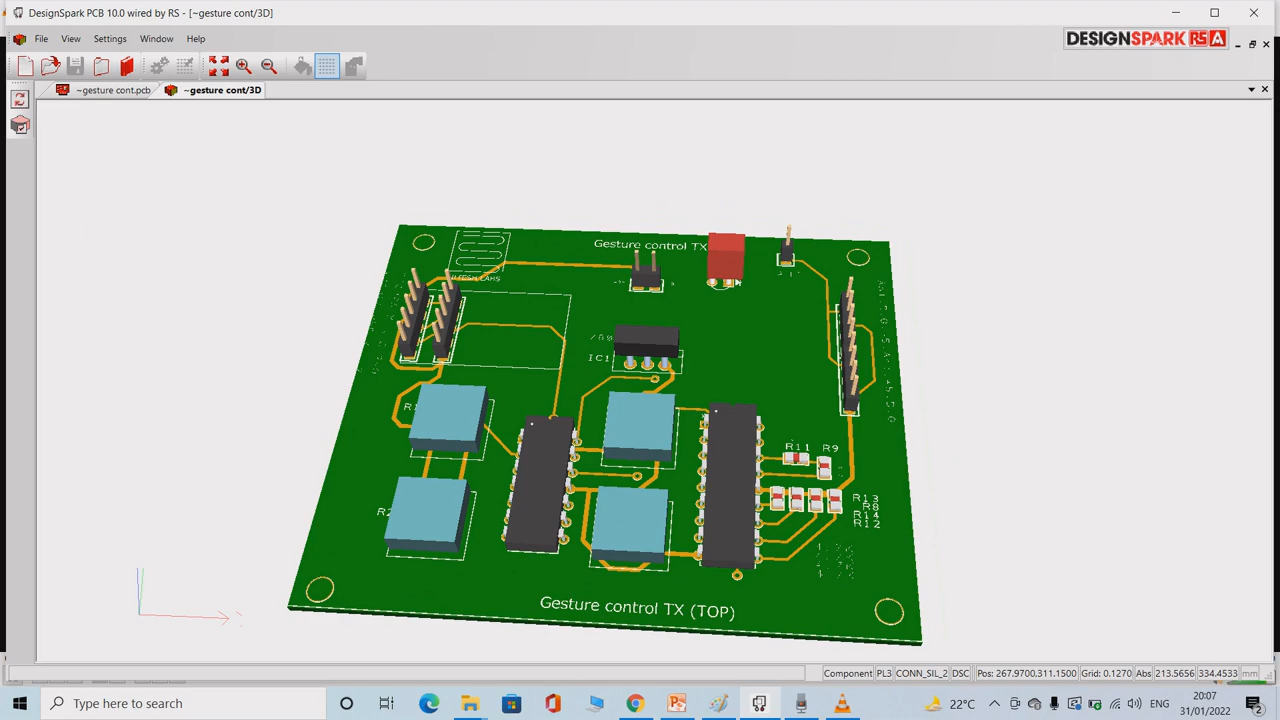 DesignSpark PCB 10.0 wired by RS - [~gesture cont/3D]
File View Settings Window Help
DESIGNSPARK RS
~gesture cont.pcb ~gesture cont/3D
Gesture control TX
IC1
R11 R9
R13
R8
R14
R12
Gesture control TX (TOP)
Component PL3 CONN_SIL_2 DSC Pos: 267.9700,311.1500 Grid: 0.1270 Abs 213.5656 334.4533 mm
Type here to search
22°C ENG 20:07
31/01/2022
2